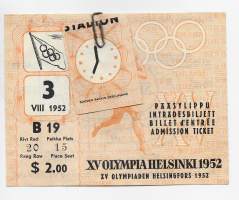 STADION
3
VIII 1952
B 19
Rivi Rad Paikka Plats
20 15
Rang Row Place Seat
$ 2.00
PÄÄSYLIPPU
INTRÄDESBILJETT
BILLET D'ENTRÉE
ADMISSION TICKET
XV OLYMPIA HELSINKI 1952
XV OLYMPIADEN HELSINGFORS 1952